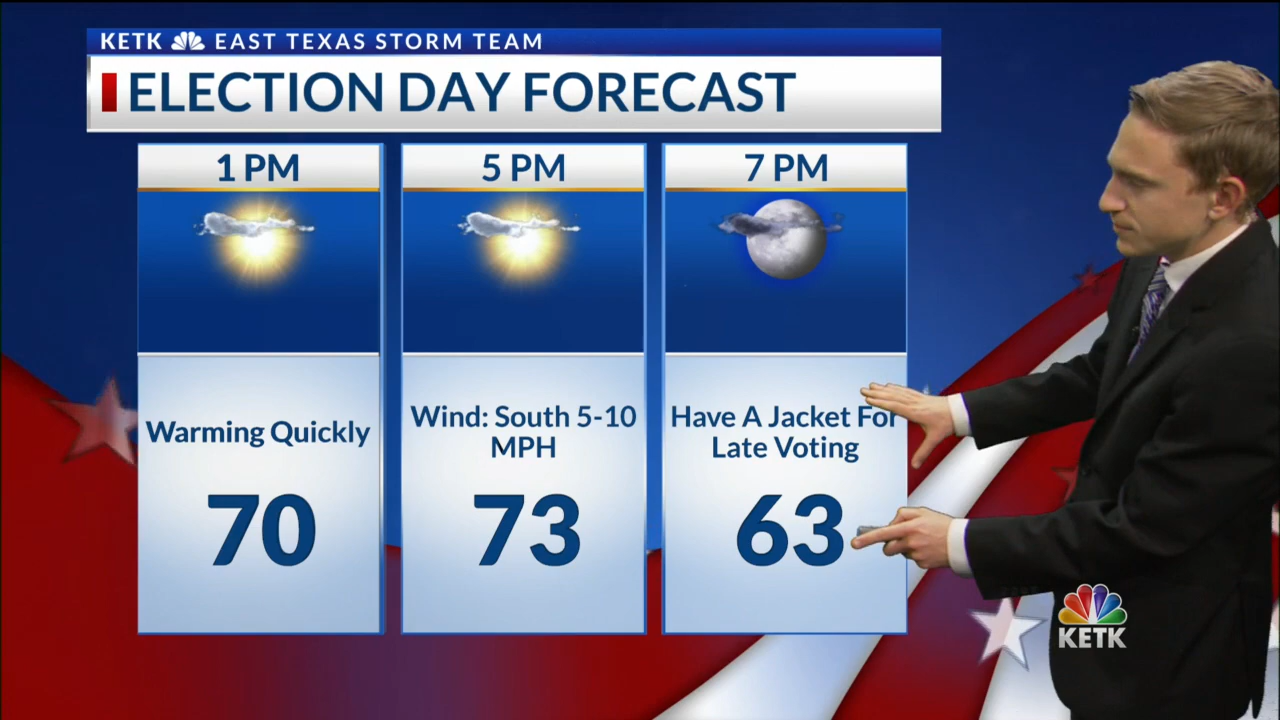 KETK EAST TEXAS STORM TEAM
ELECTION DAY FORECAST
1 PM
Warming Quickly
70
5 PM
Wind: South 5-10
MPH
73
7 PM
Have A Jacket For
Late Voting
63
KETK